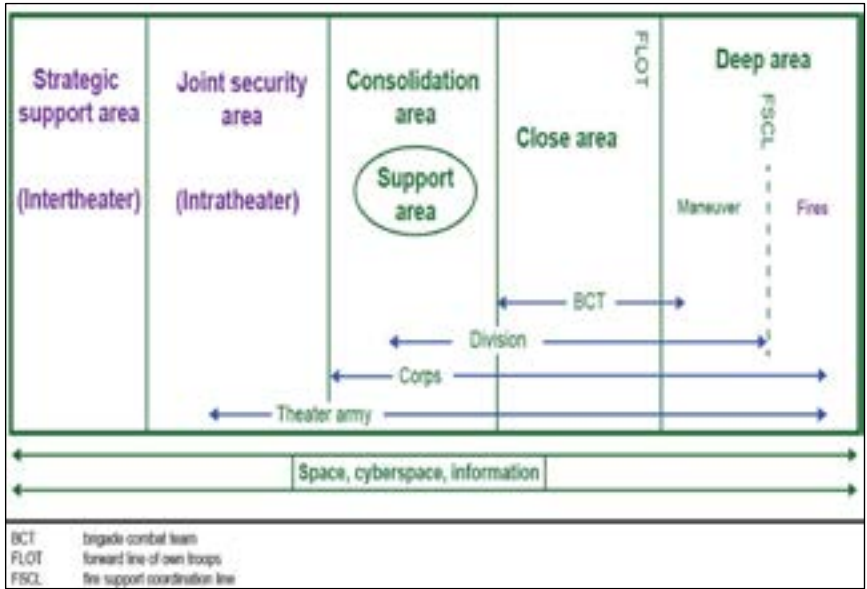 Strategic
support area
(Intertheater)
Joint security
area
(Intratheater)
Consolidation
area
Support
area
Close area
FLOT
Deep area
FSCL
Maneuver
Fires
BCT
Division
Corps
Theater army
Space, cyberspace, information
BCT brigade combat team
FLOT forward line of own troops
FSCL fire support coordination line